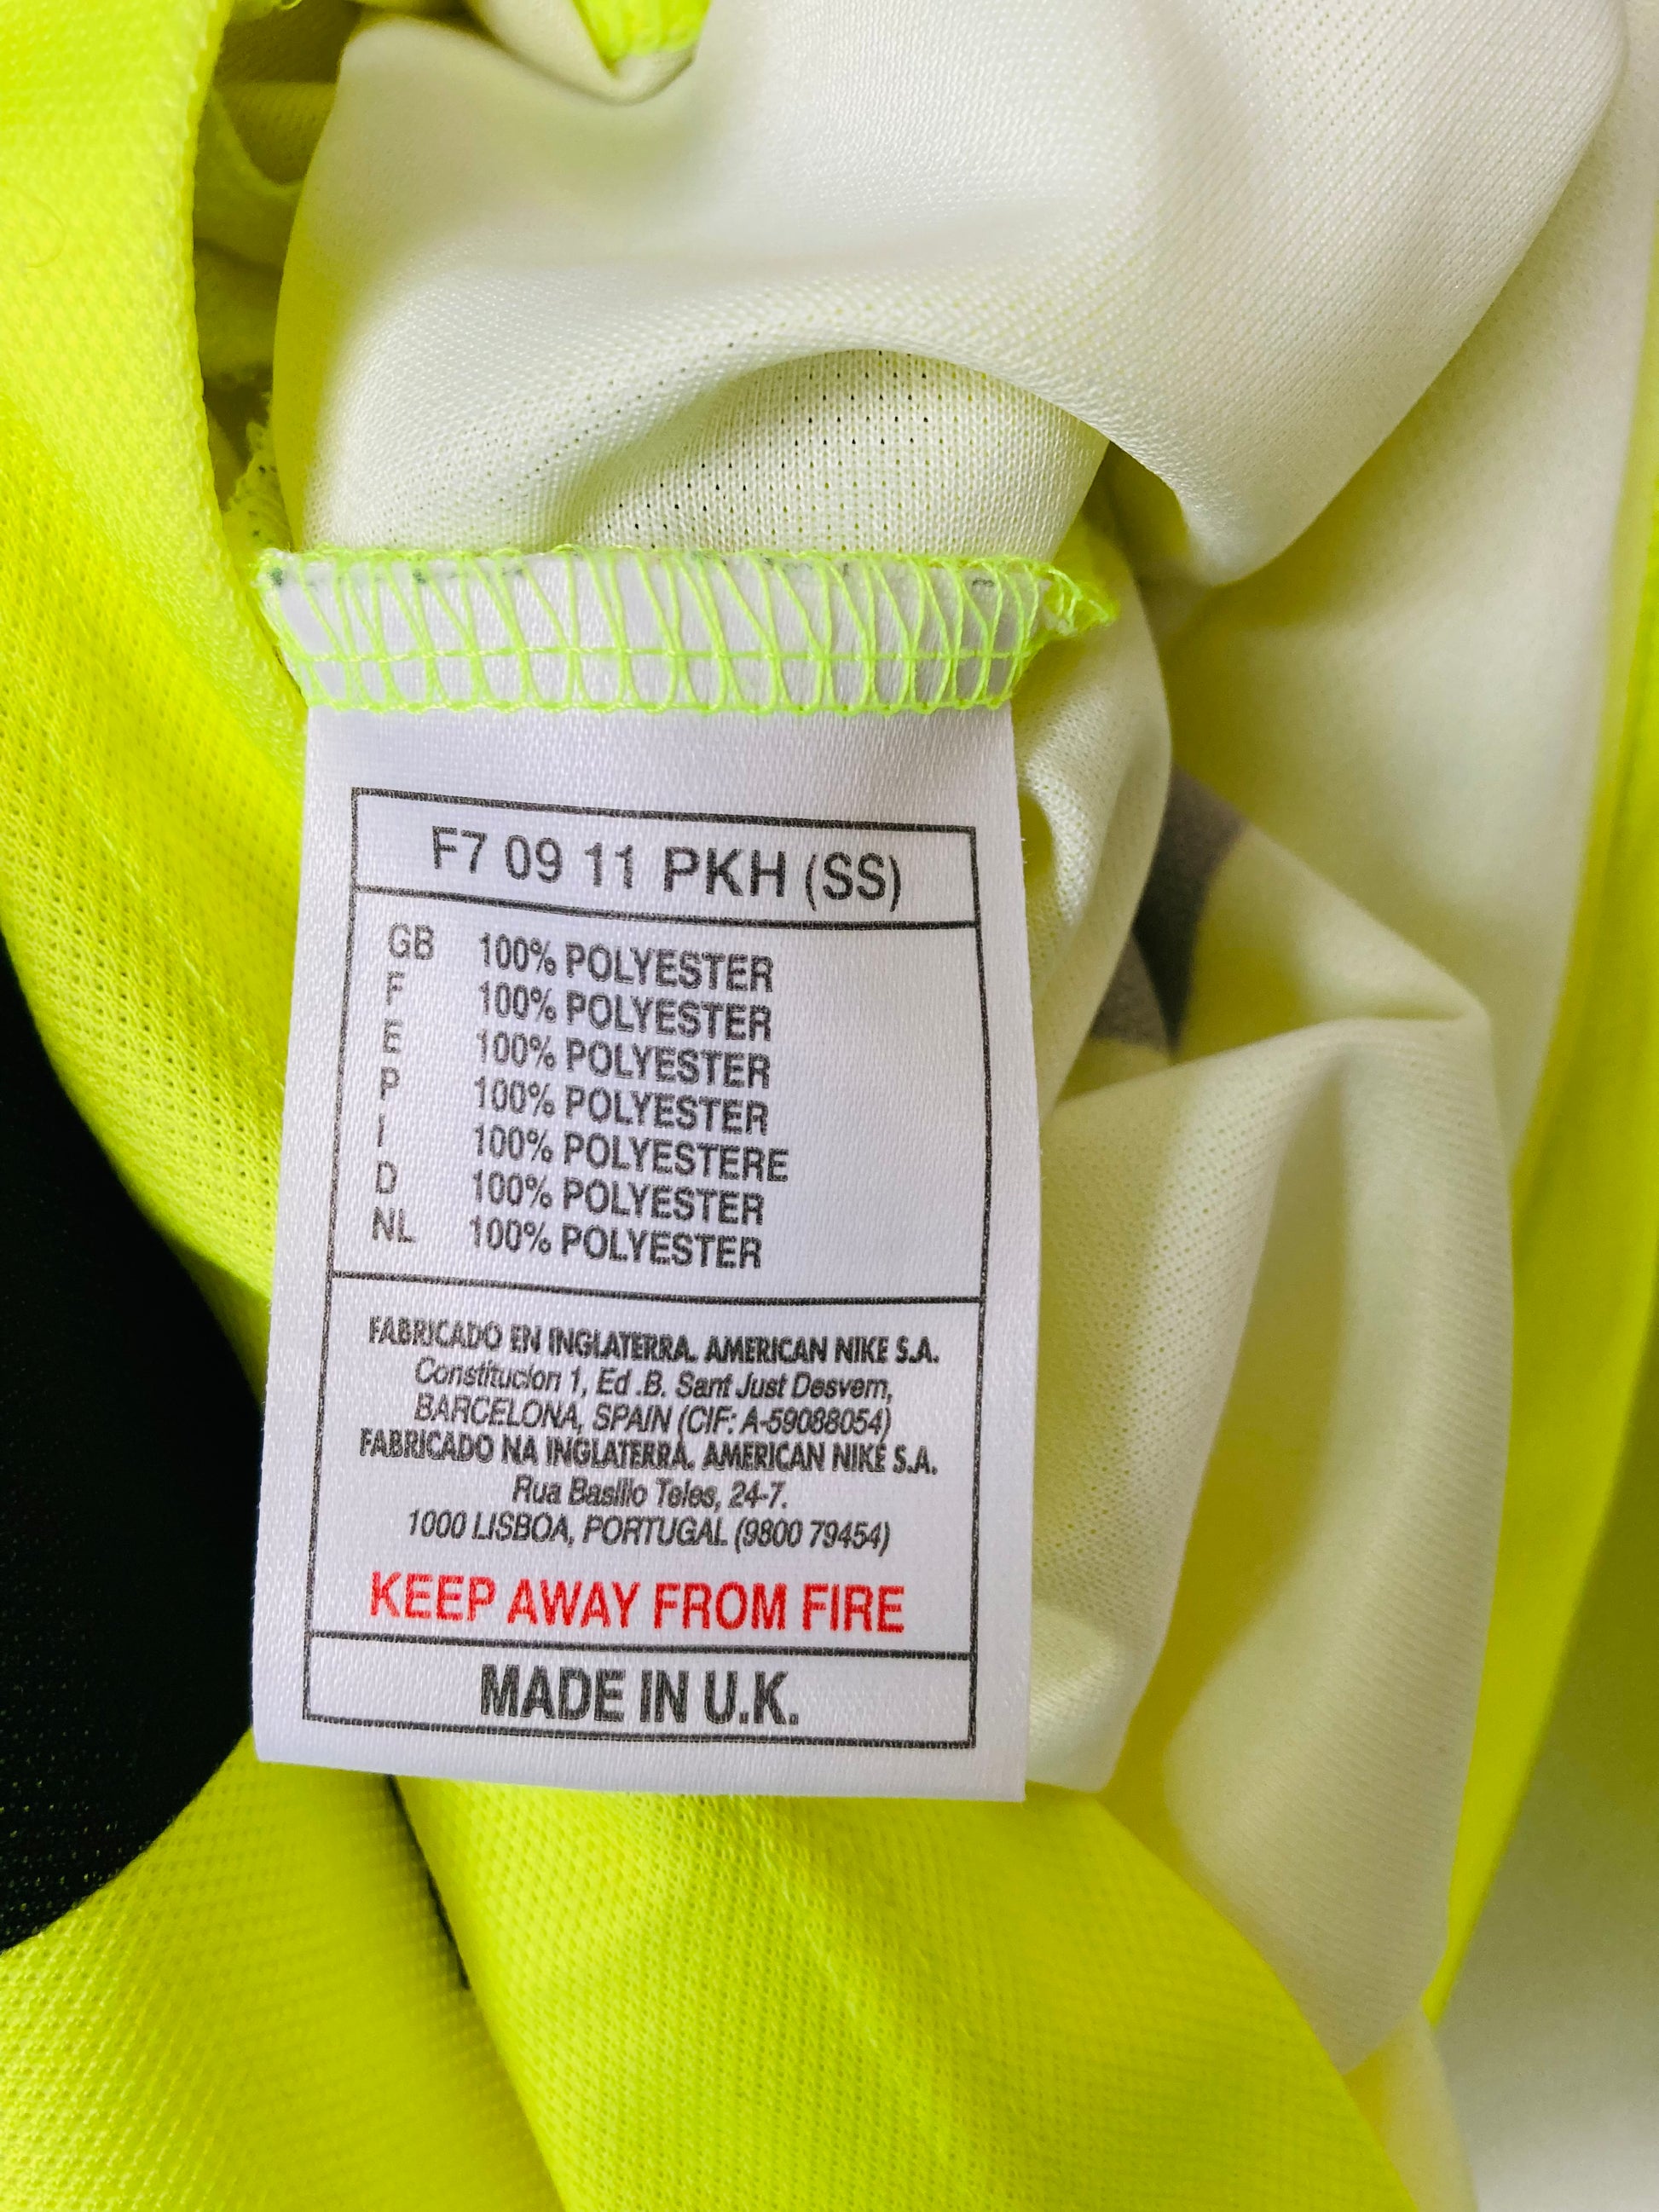 F7 09 11 PKH (SS)
GB 100% POLYESTER
F 100% POLYESTER
E 100% POLYESTER
P 100% POLYESTER
I 100% POLYESTERE
D 100% POLYESTER
NL 100% POLYESTER
FABRICADO EN INGLATERRA. AMERICAN NIKE S.A.
Constitucion 1, Ed .B. Sant Just Desvern,
BARCELONA, SPAIN (CIF: A-59088054)
FABRICADO NA INGLATERRA. AMERICAN NIKE S.A.
Rua Basilio Teles, 24-7.
1000 LISBOA, PORTUGAL (9800 79454)
KEEP AWAY FROM FIRE
MADE IN U.K.